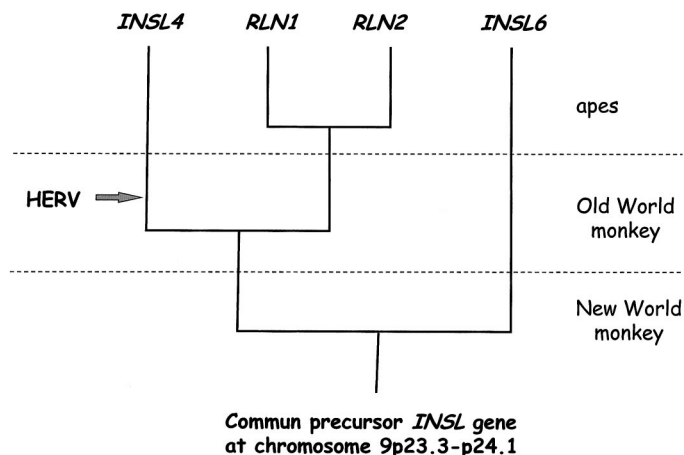 INSL4 RLN1 RLN2 INSL6
apes
HERV
Old World
monkey
New World
monkey
Commun precursor INSL gene
at chromosome 9p23.3-p24.1